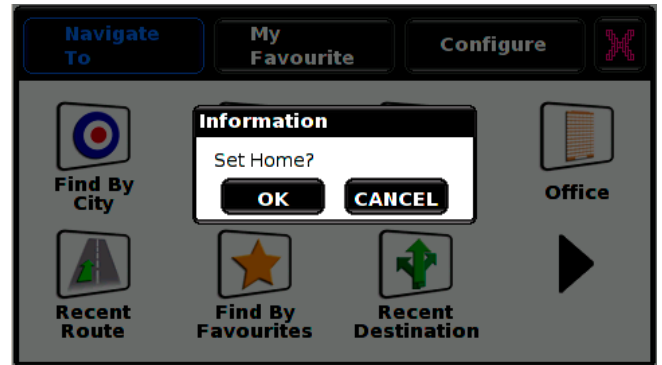 Navigate To
My Favourite
Configure
Information
Set Home?
OK CANCEL
Find By City
Office
Recent Route
Find By Favourites
Recent Destination